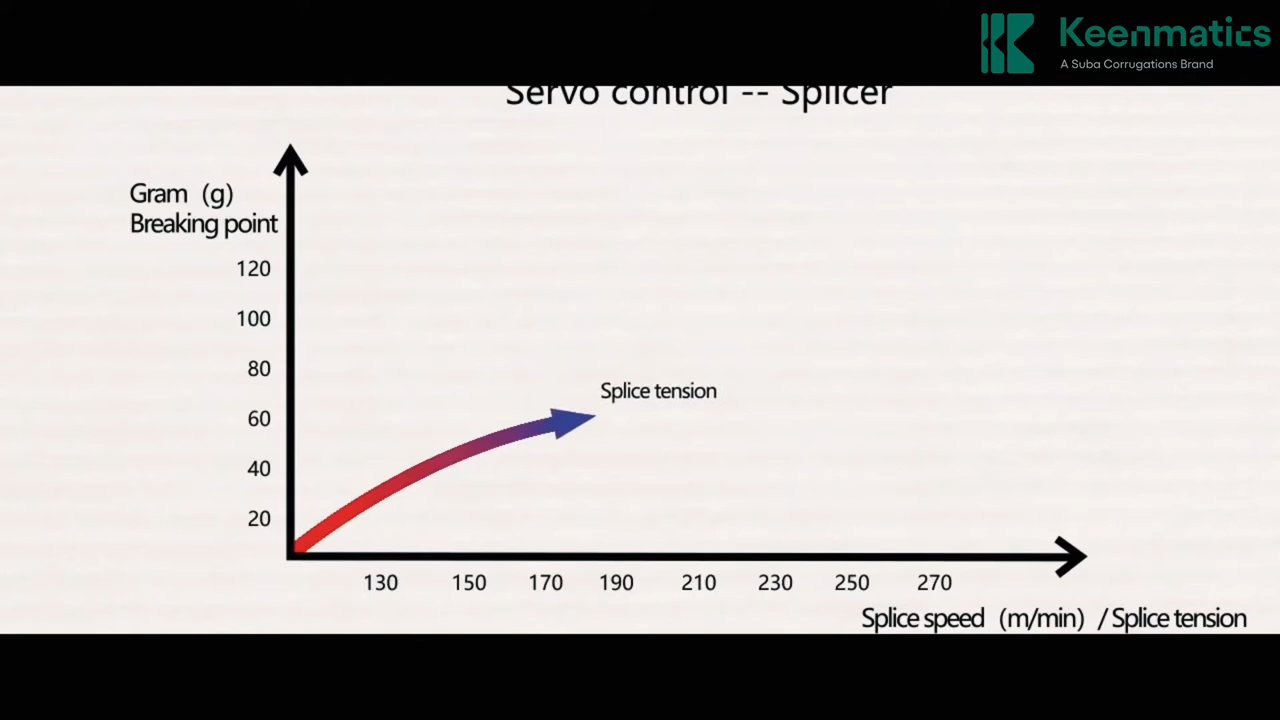 Keenmatics
A Suba Corrugations Brand
Servo control -- Splicer
Gram (g)
Breaking point
120
100
80
60
40
20
Splice tension
130 150 170 190 210 230 250 270
Splice speed (m/min) / Splice tension